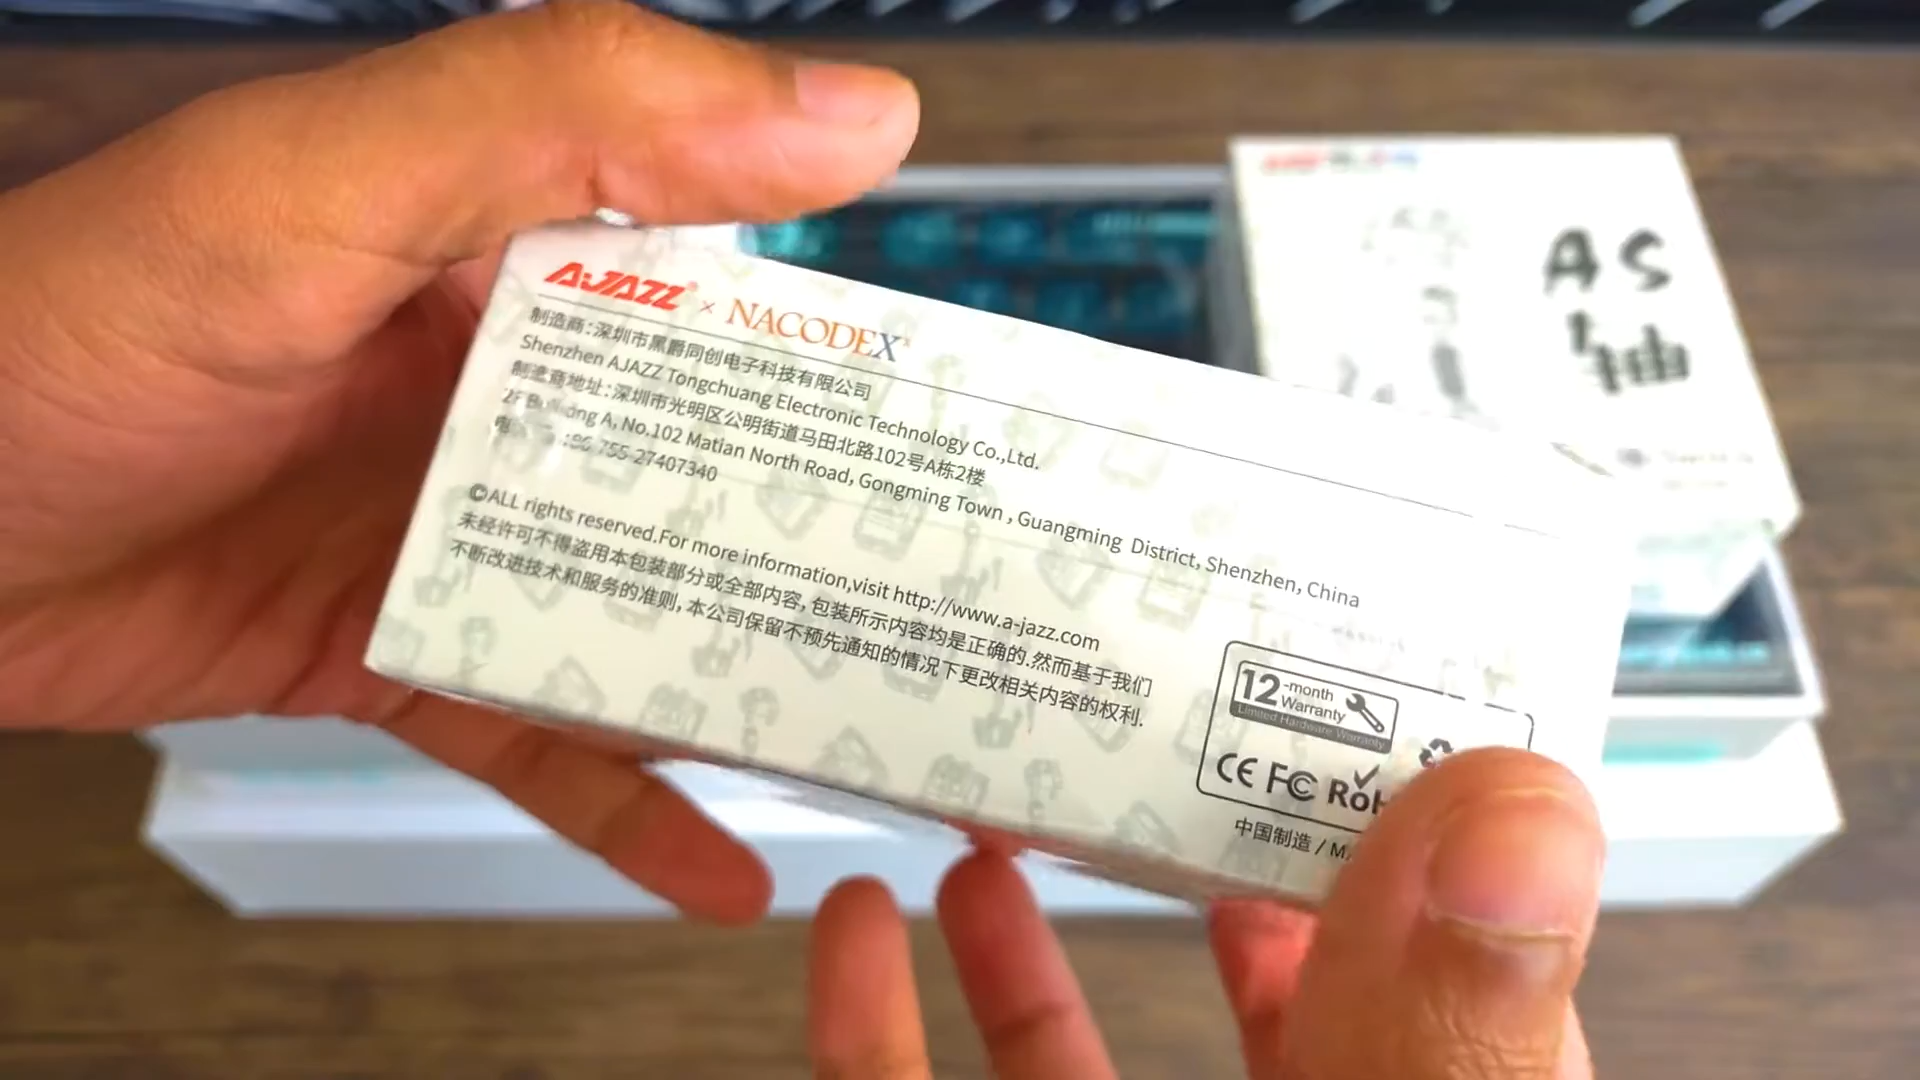 AJAZZ® × NACODEX®
制造商:深圳市黑爵同创电子科技有限公司
Shenzhen AJAZZ Tongchuang Electronic Technology Co.,Ltd.
制造商地址:深圳市光明区公明街道马田北路102号A栋2楼
A, No.102 Matian North Road, Gongming Town , Guangming District, Shenzhen, China
755-27407340
©ALL rights reserved.For more information,visit http://www.a-jazz.com
未经许可不得盗用本包装部分或全部内容,包装所示内容均是正确的.然而基于我们
不断改进技术和服务的准则,本公司保留不预先通知的情况下更改相关内容的权利.
12-month Warranty
Limited Hardware Warranty
CE FC RoH
中国制造 / MA
AS
轴